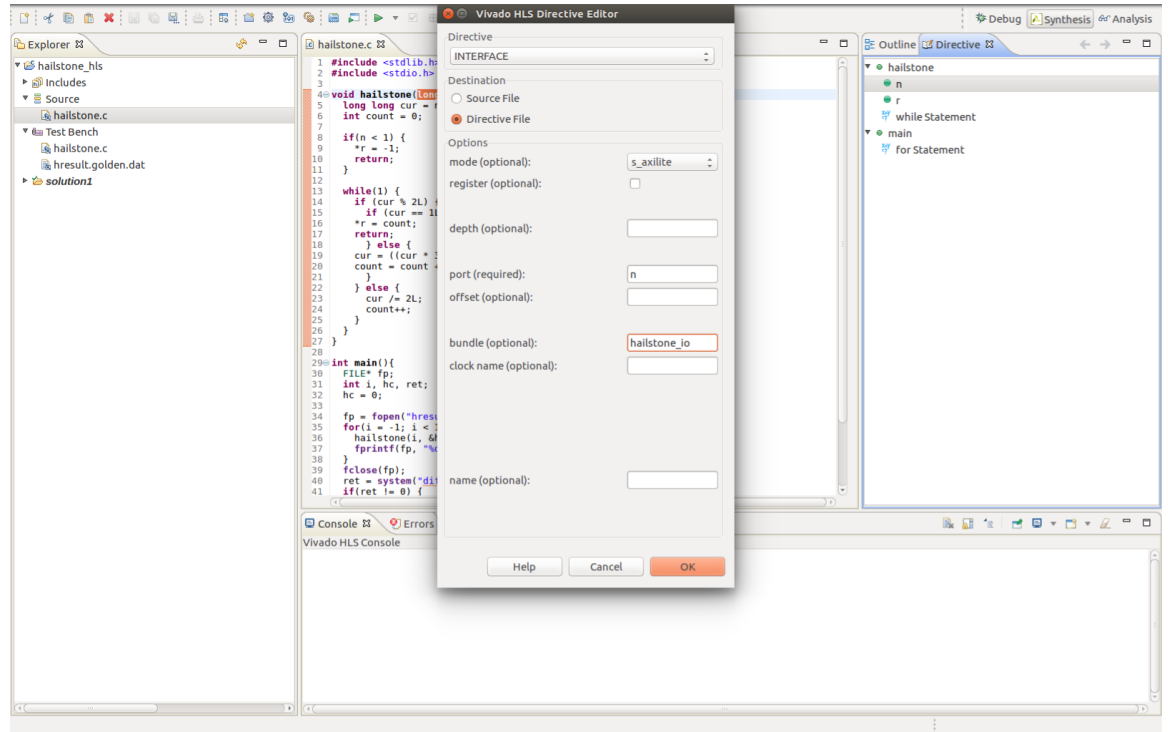 Vivado HLS Directive Editor
Debug Synthesis Analysis
Explorer
hailstone_hls
Includes
Source
hailstone.c
Test Bench
hailstone.c
hresult.golden.dat
solution1
hailstone.c
1 #include <stdlib.h>
2 #include <stdio.h>
3
4 void hailstone(long
5 long long cur =
6 int count = 0;
7
8 if(n < 1) {
9 *r = -1;
10 return;
11 }
12
13 while(1) {
14 if (cur % 2L)
15 if (cur == 1L
16 *r = count;
17 return;
18 } else {
19 cur = ((cur *
20 count = count
21 }
22 } else {
23 cur /= 2L;
24 count++;
25 }
26 }
27 }
28
29 int main(){
30 FILE* fp;
31 int i, hc, ret;
32 hc = 0;
33
34 fp = fopen("hresu
35 for(i = -1; i <
36 hailstone(i,
37 fprintf(fp,
38 }
39 fclose(fp);
40 ret = system("dif
41 if(ret != 0) {
Directive
INTERFACE
Destination
Source File
Directive File
Options
mode (optional): s_axilite
register (optional):
depth (optional):
port (required): n
offset (optional):
bundle (optional): hailstone_io
clock name (optional):
name (optional):
Help Cancel OK
Outline Directive
hailstone
n
r
while Statement
main
for Statement
Console Errors
Vivado HLS Console